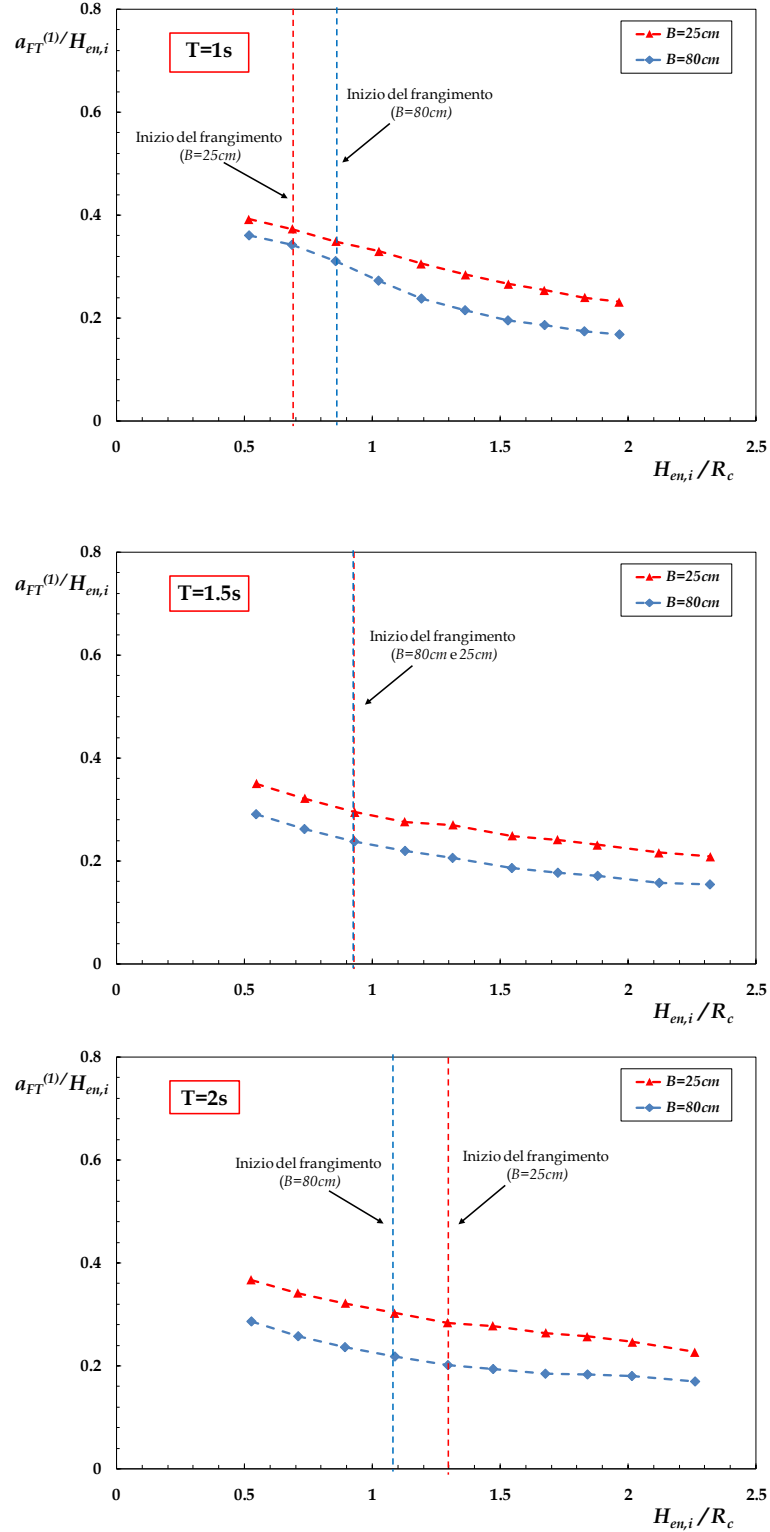 0.8
a_FT^(1)/H_en,i
T=1s
B=25cm
B=80cm
Inizio del frangimento
(B=80cm)
Inizio del frangimento
(B=25cm)
0.6
0.4
0.2
0
0 0.5 1 1.5 2 2.5
H_en,i/R_c
0.8
a_FT^(1)/H_en,i
T=1.5s
B=25cm
B=80cm
Inizio del frangimento
(B=80cm e 25cm)
0.6
0.4
0.2
0
0 0.5 1 1.5 2 2.5
H_en,i/R_c
0.8
a_FT^(1)/H_en,i
T=2s
B=25cm
B=80cm
Inizio del frangimento
(B=80cm)
Inizio del frangimento
(B=25cm)
0.6
0.4
0.2
0
0 0.5 1 1.5 2 2.5
H_en,i/R_c